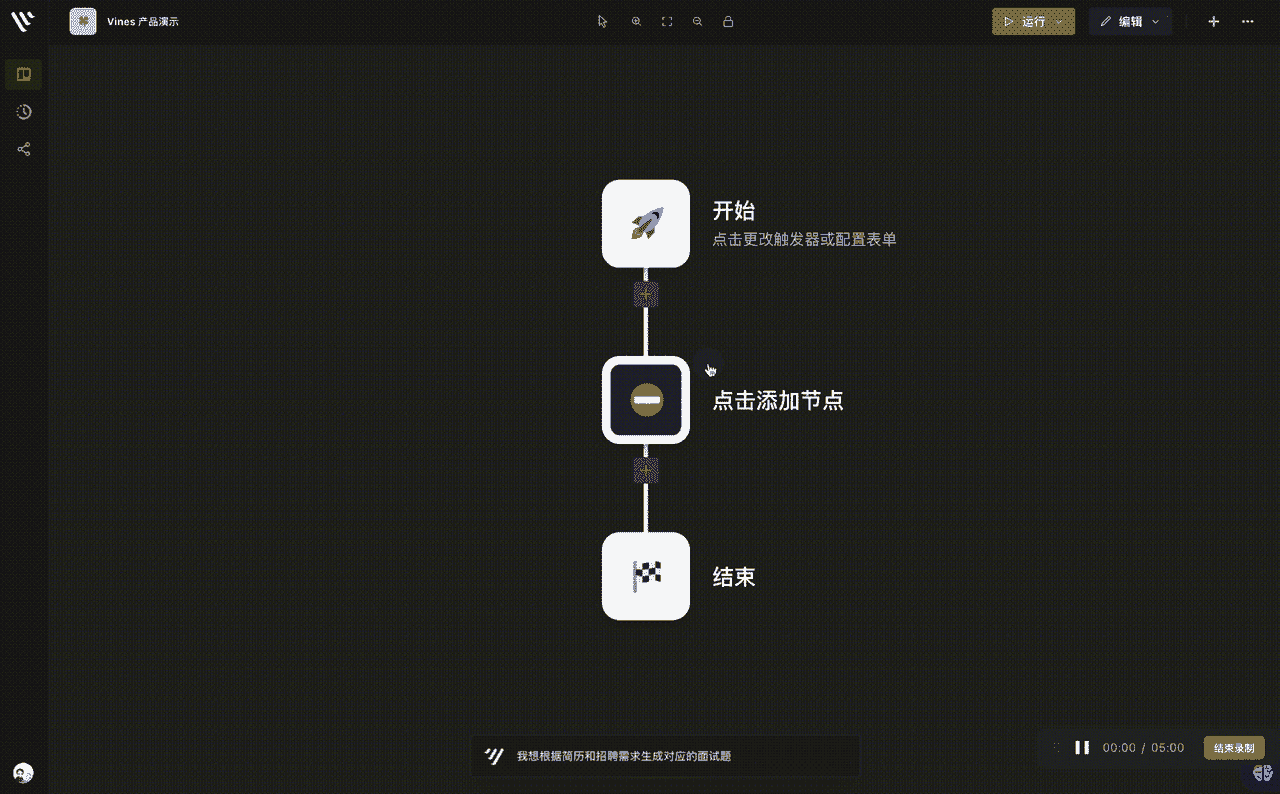 Vines 产品演示
运行
编辑
开始
点击更改触发器或配置表单
点击添加节点
结束
我想根据简历和招聘需求生成对应的面试题
00:00 / 05:00
结束录制